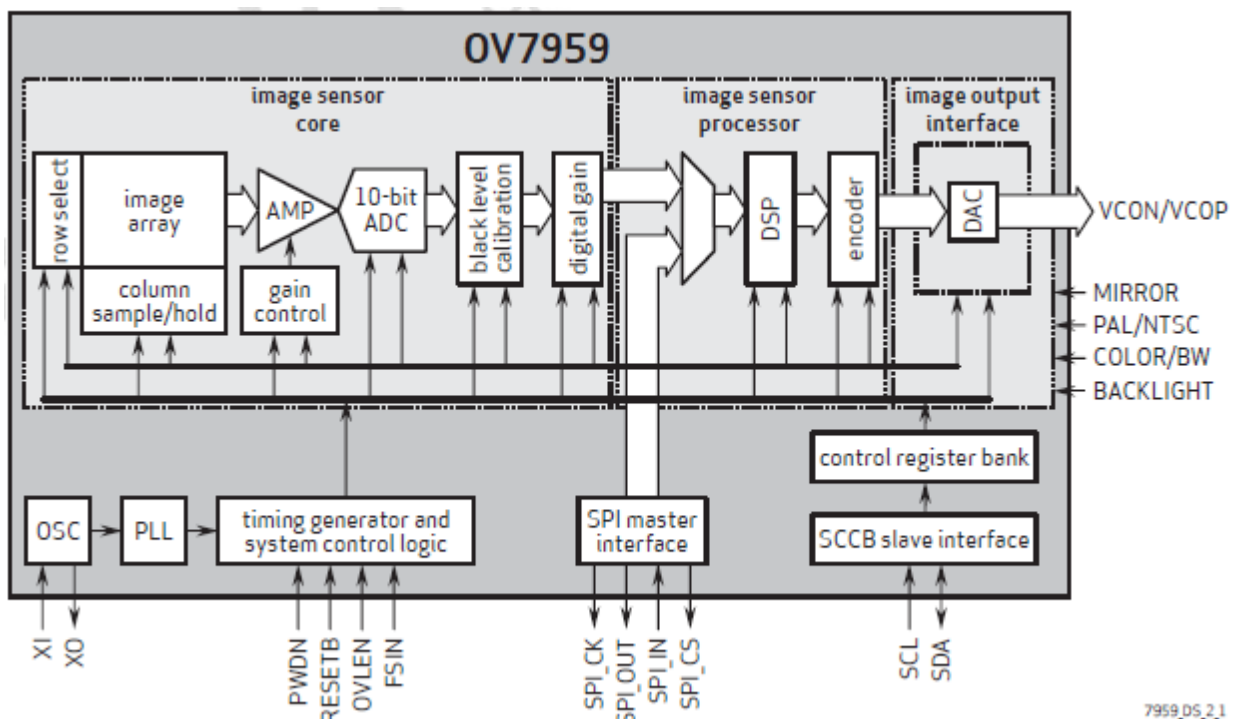 OV7959
image sensor
core
image sensor
processor
image output
interface
row select
image
array
column
sample/hold
AMP
gain
control
10-bit
ADC
black level
calibration
digital gain
DSP
encoder
DAC
VCON/VCOP
MIRROR
PAL/NTSC
COLOR/BW
BACKLIGHT
control register bank
SCCB slave interface
OSC
PLL
timing generator and
system control logic
SPI master
interface
XI
XO
PWDN
RESETB
OVLEN
FSIN
SPI_CK
SPI_OUT
SPI_IN
SPI_CS
SCL
SDA
7959_DS_2_1